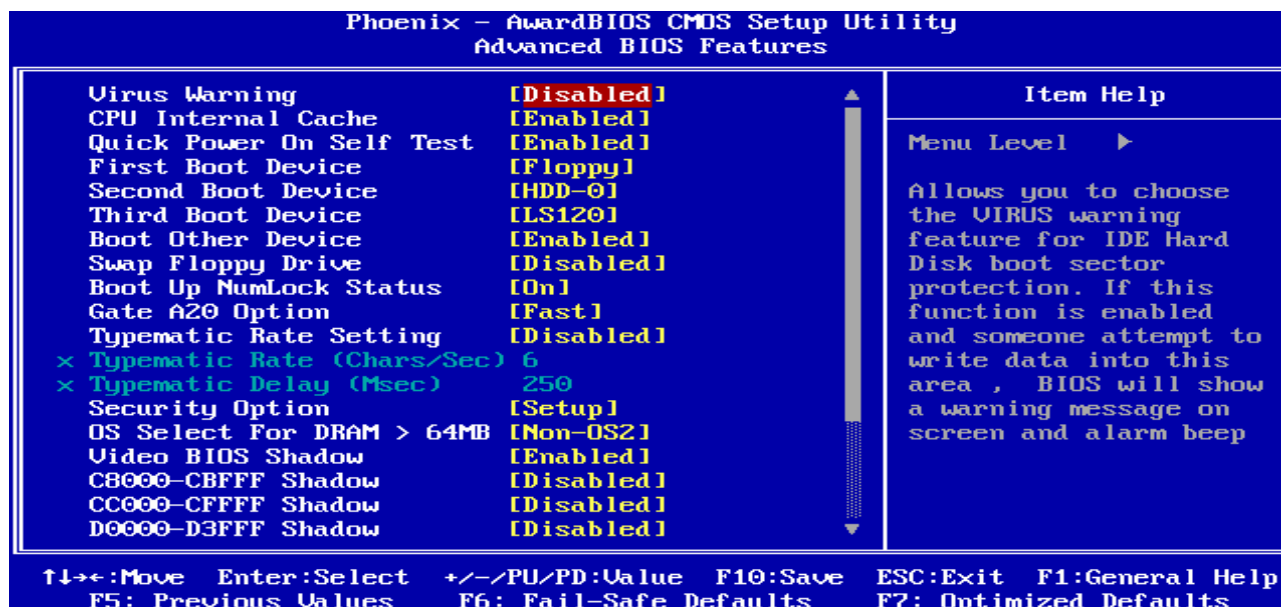 Phoenix - AwardBIOS CMOS Setup Utility
Advanced BIOS Features
Virus Warning [Disabled]
CPU Internal Cache [Enabled]
Quick Power On Self Test [Enabled]
First Boot Device [Floppy]
Second Boot Device [HDD-0]
Third Boot Device [LS120]
Boot Other Device [Enabled]
Swap Floppy Drive [Disabled]
Boot Up NumLock Status [On]
Gate A20 Option [Fast]
Typematic Rate Setting [Disabled]
x Typematic Rate (Chars/Sec) 6
x Typematic Delay (Msec) 250
Security Option [Setup]
OS Select For DRAM > 64MB [Non-OS2]
Video BIOS Shadow [Enabled]
C8000-CBFFF Shadow [Disabled]
CC000-CFFFF Shadow [Disabled]
D0000-D3FFF Shadow [Disabled]
Item Help
Menu Level ▶
Allows you to choose
the VIRUS warning
feature for IDE Hard
Disk boot sector
protection. If this
function is enabled
and someone attempt to
write data into this
area , BIOS will show
a warning message on
screen and alarm beep
↑↓→←:Move Enter:Select +/-/PU/PD:Value F10:Save ESC:Exit F1:General Help
F5: Previous Values F6: Fail-Safe Defaults F7: Optimized Defaults